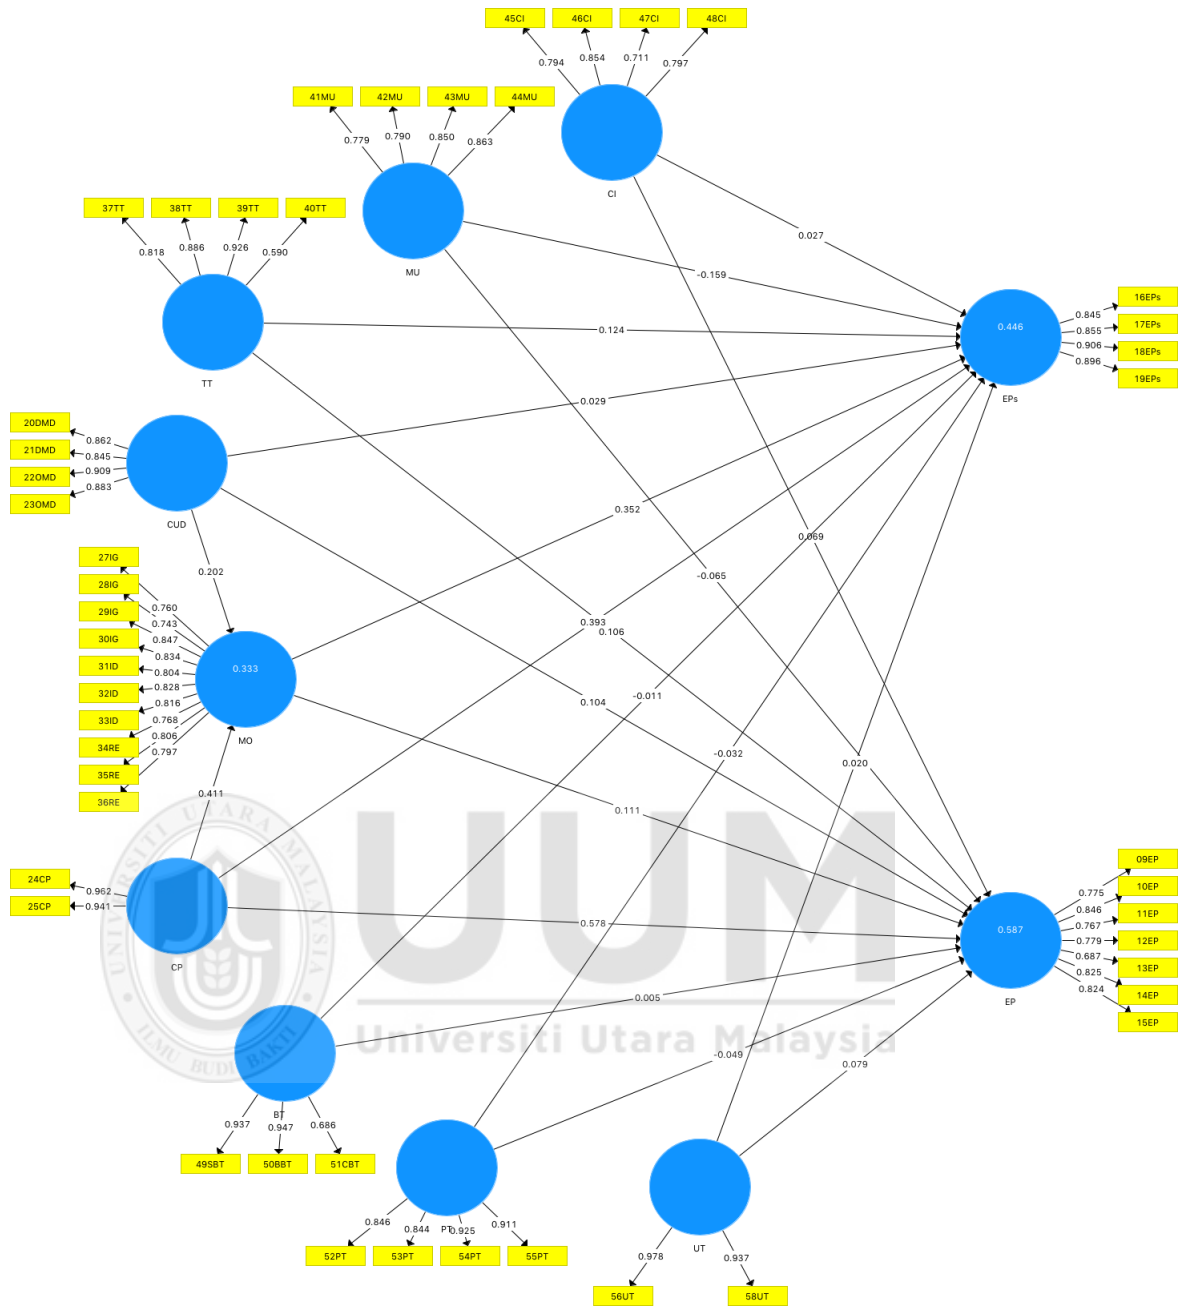 45CI 46CI 47CI 48CI
0.794 0.854 0.711 0.797
CI
41MU 42MU 43MU 44MU
0.779 0.790 0.850 0.863
MU
37TT 38TT 39TT 40TT
0.818 0.886 0.926 0.590
TT
0.027
-0.159
0.124
0.029
0.446
EPs
16EPs
17EPs
18EPs
19EPs
0.845
0.855
0.906
0.896
20DMD
21DMD
22OMD
23OMD
0.862
0.845
0.909
0.883
CUD
0.202
0.352
0.069
-0.065
0.393
0.106
0.104
-0.011
-0.032
0.020
0.111
27IG
28IG
29IG
30IG
31ID
32ID
33ID
34RE
35RE
36RE
0.760
0.743
0.847
0.834
0.804
0.828
0.816
0.768
0.806
0.797
0.333
MO
0.411
24CP
25CP
0.962
0.941
CP
0.578
0.005
-0.049
0.079
0.587
EP
09EP
10EP
11EP
12EP
13EP
14EP
15EP
0.775
0.846
0.767
0.779
0.687
0.825
0.824
BT
0.937 0.947 0.686
49SBT 50BBT 51CBT
PT
0.846 0.844 0.925 0.911
52PT 53PT 54PT 55PT
UT
0.978 0.937
56UT 58UT
UNIVERSITI UTARA MALAYSIA
ILMU BUDI BAKTI
UUM
Universiti Utara Malaysia